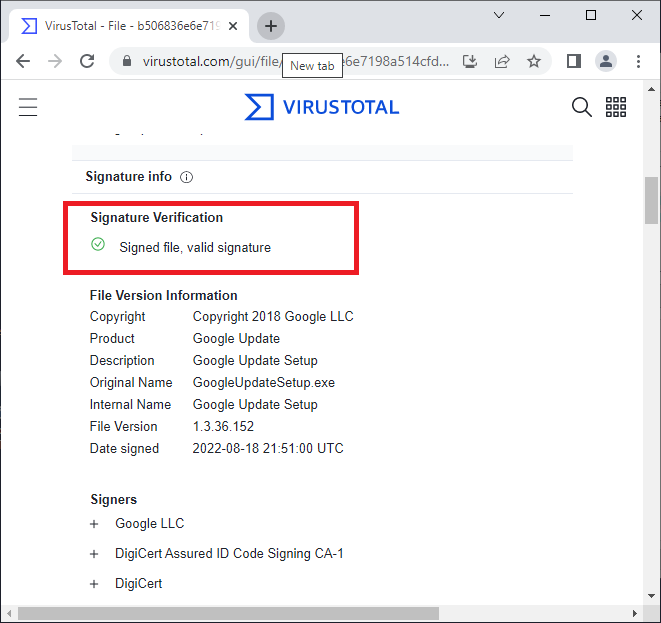 VirusTotal - File - b506836e6e719
virustotal.com/gui/file/
New tab
e6e7198a514cfd...
VIRUSTOTAL
Signature info
Signature Verification
Signed file, valid signature
File Version Information
Copyright Copyright 2018 Google LLC
Product Google Update
Description Google Update Setup
Original Name GoogleUpdateSetup.exe
Internal Name Google Update Setup
File Version 1.3.36.152
Date signed 2022-08-18 21:51:00 UTC
Signers
+ Google LLC
+ DigiCert Assured ID Code Signing CA-1
+ DigiCert